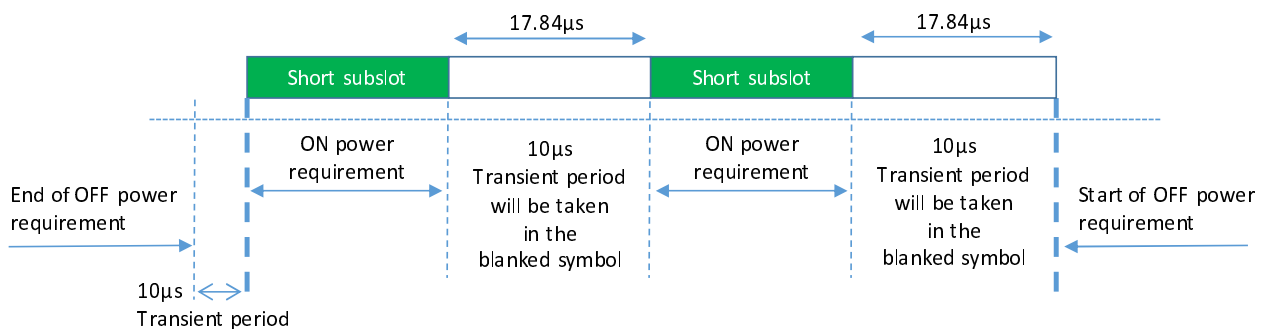 17.84µs
17.84µs
Short subslot
Short subslot
ON power
requirement
10µs
Transient period
will be taken
in the
blanked symbol
ON power
requirement
10µs
Transient period
will be taken
in the
blanked symbol
End of OFF power
requirement
Start of OFF power
requirement
10µs
Transient period